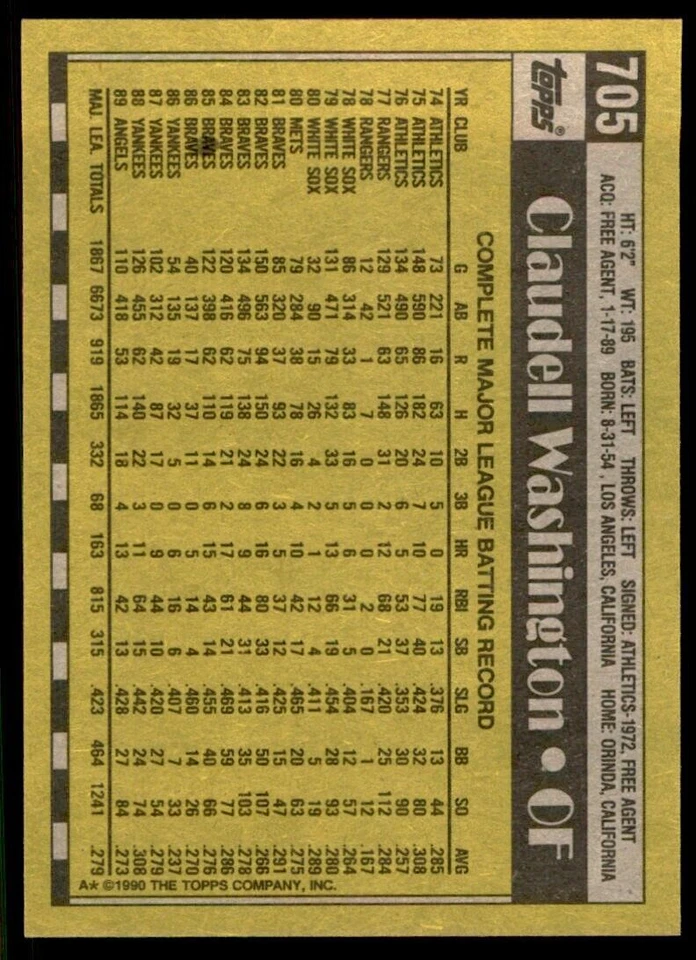 705
HT: 6'2" WT: 195 BATS: LEFT THROWS: LEFT SIGNED: ATHLETICS-1972, FREE AGENT
ACQ: FREE AGENT, 1-17-89 BORN: 8-31-54, LOS ANGELES, CALIFORNIA HOME: ORINDA, CALIFORNIA
TOPPS®
Claudell Washington • OF
COMPLETE MAJOR LEAGUE BATTING RECORD
YR CLUB G AB R H 2B 3B HR RBI SB SLG BB SO AVG
74 ATHLETICS 73 221 16 63 10 5 0 19 13 .376 13 44 .285
75 ATHLETICS 148 590 86 182 24 7 10 77 40 .424 32 80 .308
76 ATHLETICS 134 490 65 126 20 6 5 53 37 .353 30 90 .257
77 RANGERS 129 521 63 148 31 2 12 68 21 .420 25 112 .284
78 RANGERS 12 42 1 7 0 0 0 2 0 .167 1 12 .167
78 WHITE SOX 86 314 33 83 16 5 6 31 5 .404 12 57 .264
79 WHITE SOX 131 471 79 132 33 5 13 66 19 .454 28 93 .280
80 WHITE SOX 32 90 15 26 4 2 1 12 4 .411 5 19 .289
80 METS 79 284 38 78 16 4 10 42 17 .465 20 63 .275
81 BRAVES 85 320 37 93 22 3 5 37 12 .425 15 47 .291
82 BRAVES 150 563 94 150 24 6 16 80 33 .416 50 107 .266
83 BRAVES 134 496 75 138 24 8 9 44 31 .413 35 103 .278
84 BRAVES 120 416 62 119 21 2 17 61 21 .469 59 77 .286
85 BRAVES 122 398 62 110 14 6 15 43 14 .455 40 66 .276
86 BRAVES 40 137 17 37 11 0 5 14 4 .460 14 26 .270
86 YANKEES 54 135 19 32 5 0 6 16 6 .407 7 33 .237
87 YANKEES 102 312 42 87 17 0 9 44 10 .420 27 54 .279
88 YANKEES 126 455 62 140 22 3 11 64 15 .442 24 74 .308
89 ANGELS 110 418 53 114 18 4 13 42 13 .428 27 84 .273
MAJ. LEA. TOTALS 1867 6673 919 1865 332 68 163 815 315 .423 464 1241 .279
A* ©1990 THE TOPPS COMPANY, INC.